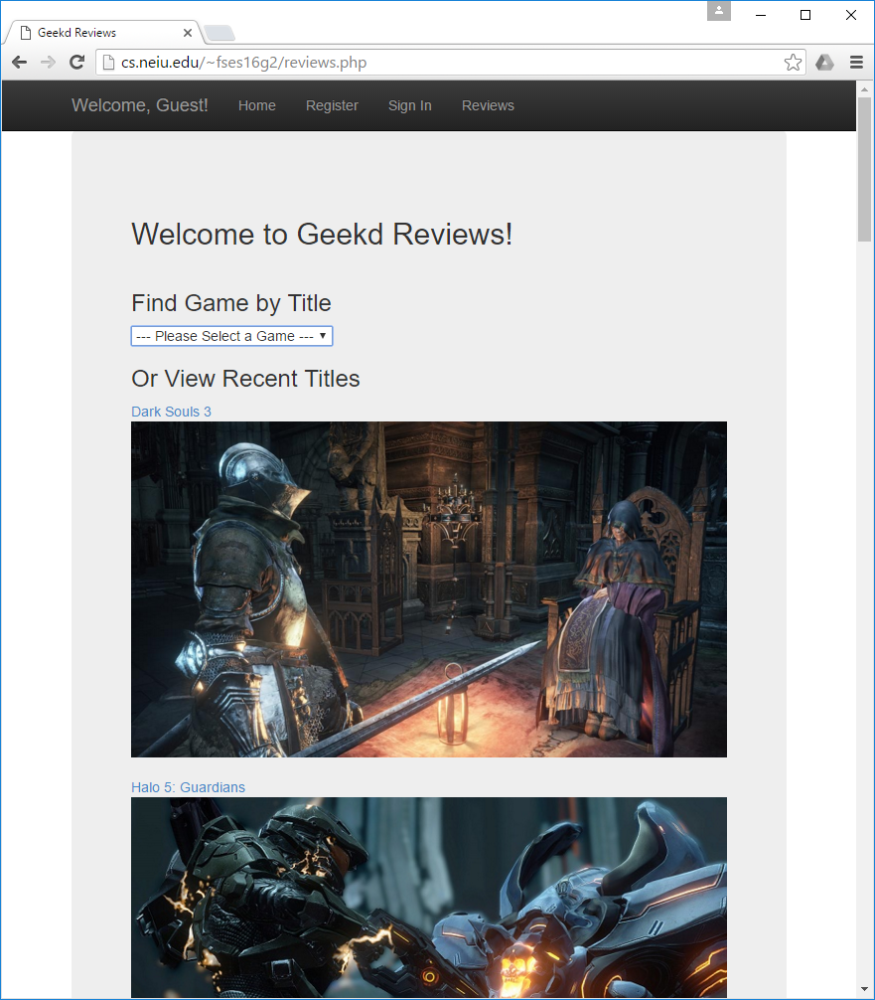 Geekd Reviews
cs.neiu.edu/~fses16g2/reviews.php
Welcome, Guest! Home Register Sign In Reviews
Welcome to Geekd Reviews!
Find Game by Title
--- Please Select a Game ---
Or View Recent Titles
Dark Souls 3
Halo 5: Guardians